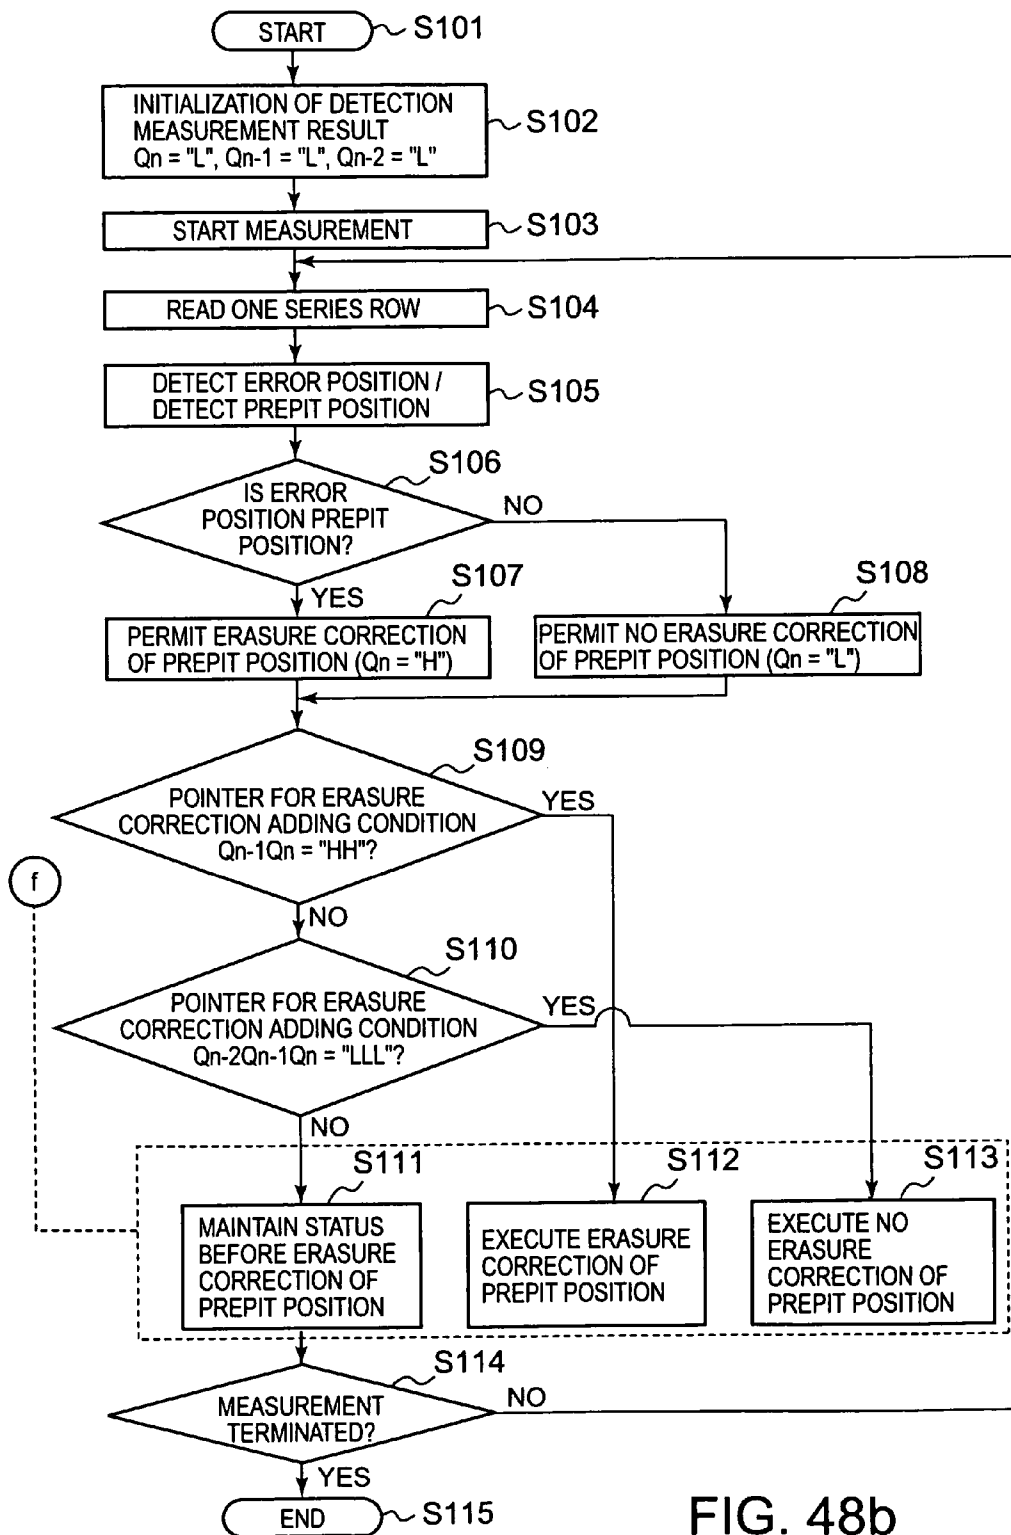 START
S101
INITIALIZATION OF DETECTION
MEASUREMENT RESULT
Qn = "L", Qn-1 = "L", Qn-2 = "L"
S102
START MEASUREMENT
S103
READ ONE SERIES ROW
S104
DETECT ERROR POSITION /
DETECT PREPIT POSITION
S105
S106
IS ERROR
POSITION PREPIT
POSITION?
NO
YES
S107
S108
PERMIT ERASURE CORRECTION
OF PREPIT POSITION (Qn = "H")
PERMIT NO ERASURE CORRECTION
OF PREPIT POSITION (Qn = "L")
S109
POINTER FOR ERASURE
CORRECTION ADDING CONDITION
Qn-1Qn = "HH"?
YES
f
NO
S110
POINTER FOR ERASURE
CORRECTION ADDING CONDITION
Qn-2Qn-1Qn = "LLL"?
YES
NO
S111
S112
S113
MAINTAIN STATUS
BEFORE ERASURE
CORRECTION OF
PREPIT POSITION
EXECUTE ERASURE
CORRECTION OF
PREPIT POSITION
EXECUTE NO
ERASURE
CORRECTION OF
PREPIT POSITION
S114
MEASUREMENT
TERMINATED?
NO
YES
END
S115
FIG. 48b